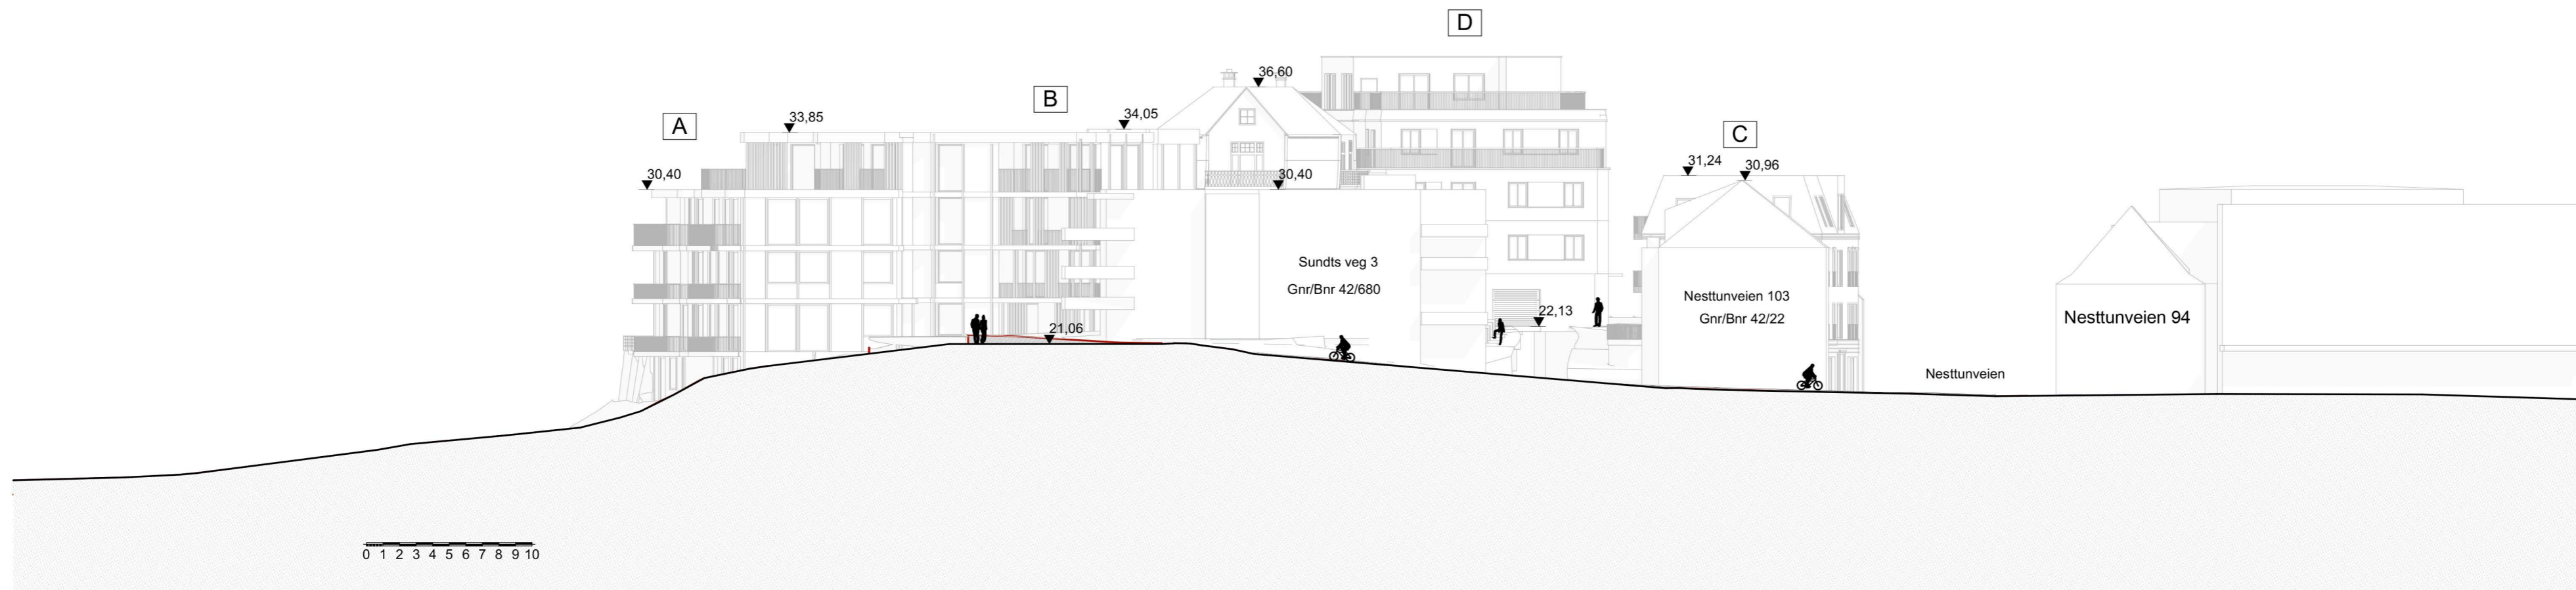 D
36,60
B
34,05
33,85
A
C
31,24
30,96
30,40
30,40
Sundts veg 3
Gnr/Bnr 42/680
Nesttunveien 103
Gnr/Bnr 42/22
22,13
Nesttunveien 94
21,06
Nesttunveien
0 1 2 3 4 5 6 7 8 9 10